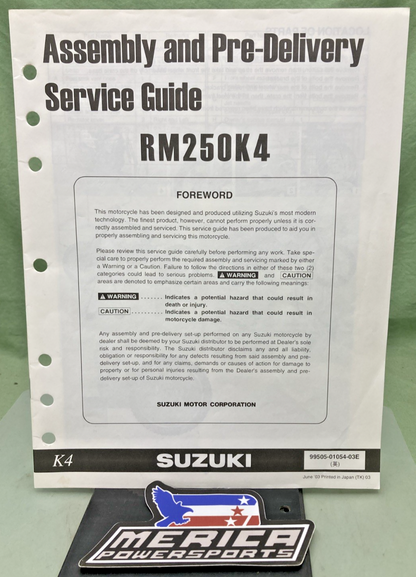 Assembly and Pre-Delivery
Service Guide
RM250K4
FOREWORD
This motorcycle has been designed and produced utilizing Suzuki's most modern
technology. The finest product, however, cannot perform properly unless it is cor-
rectly assembled and serviced. This service guide has been produced to aid you in
properly assembling and servicing this motorcycle.
Please review this service guide carefully before performing any work. Take spe-
cial care to properly perform the required assembly and servicing marked by either
a Warning or a Caution. Failure to follow the directions in either of these two (2)
categories could lead to serious problems. ⚠ WARNING and CAUTION
areas are denoted to emphasize certain areas and carry the following meanings:
⚠ WARNING ...... Indicates a potential hazard that could result in
death or injury.
CAUTION ......... Indicates a potential hazard that could result in
motorcycle damage.
Any assembly and pre-delivery set-up performed on any Suzuki motorcycle by
dealer shall be deemed by your Suzuki distributor to be performed at Dealer's sole
risk and responsibility. The Suzuki distributor disclaims any and all liability,
obligation or responsibility for any defects resulting from said assembly and pre-
delivery set-up, and for any claims, demands or causes of action for damage to
property or for personal injuries resulting from the Dealer's assembly and pre-
delivery set-up of Suzuki motorcycle.
SUZUKI MOTOR CORPORATION
K4 SUZUKI 99505-01054-03E
(英)
June '03 Printed in Japan (TK) 03
MERICA
POWERSPORTS